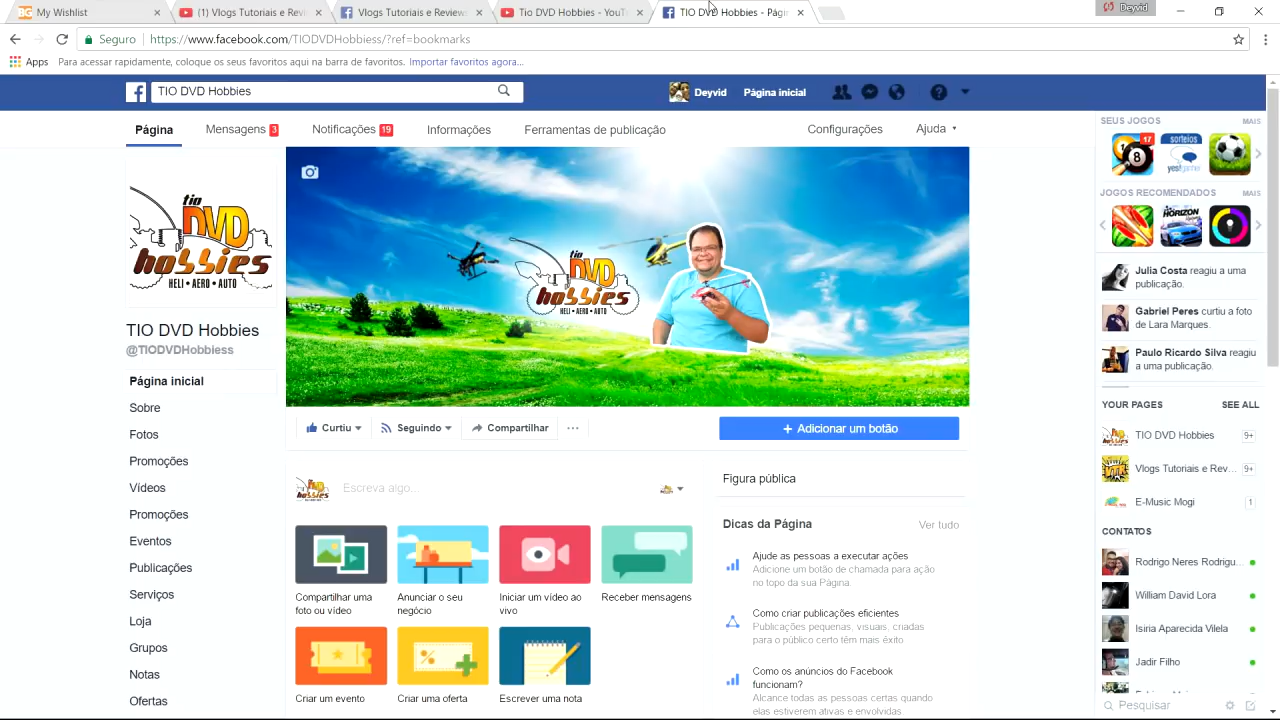 My Wishlist
(1) Vlogs Tutoriais e Revi
Vlogs Tutoriais e Reviews
Tio DVD Hobbies - YouT
TIO DVD Hobbies - Pági
Deyvid
Seguro
https://www.facebook.com/TIODVDHobbiess/?ref=bookmarks
Apps
Para acessar rapidamente, coloque os seus favoritos aqui na barra de favoritos.
Importar favoritos agora...
TIO DVD Hobbies
Deyvid
Página inicial
Página
Mensagens 3
Notificações 19
Informações
Ferramentas de publicação
Configurações
Ajuda
tio
DVD
hobbies
HELI • AERO • AUTO
TIO DVD Hobbies
@TIODVDHobbiess
Página inicial
Sobre
Fotos
Promoções
Vídeos
Promoções
Eventos
Publicações
Serviços
Loja
Grupos
Notas
Ofertas
tio
DVD
hobbies
HELI • AERO • AUTO
Curtiu
Seguindo
Compartilhar
+ Adicionar um botão
Escreva algo...
Compartilhar uma
foto ou vídeo
Anunciar o seu
negócio
Iniciar um vídeo ao
vivo
Receber mensagens
Criar um evento
Criar uma oferta
Escrever uma nota
Figura pública
Dicas da Página
Ver tudo
Ajude as pessoas a executar ações
Adicione um botão de chamada para ação
no topo da sua Página.
Como criar publicações eficientes
Publicações pequenas, visuais, criadas
para o público certo têm mais êxito
Como os anúncios do Facebook
funcionam?
Alcance todas as pessoas certas quando
elas estiverem ativas e envolvidas.
SEUS JOGOS
MAIS
17
8
sorteios
JOGOS RECOMENDADOS
MAIS
HORIZON
Julia Costa reagiu a uma
publicação.
Gabriel Peres curtiu a foto
de Lara Marques.
Paulo Ricardo Silva reagiu
a uma publicação.
YOUR PAGES
SEE ALL
TIO DVD Hobbies
9+
Vlogs Tutoriais e Rev...
9+
E-Music Mogi
1
CONTATOS
Rodrigo Neres Rodrigu...
William David Lora
Isiria Aparecida Vilela
Jadir Filho
Pesquisar